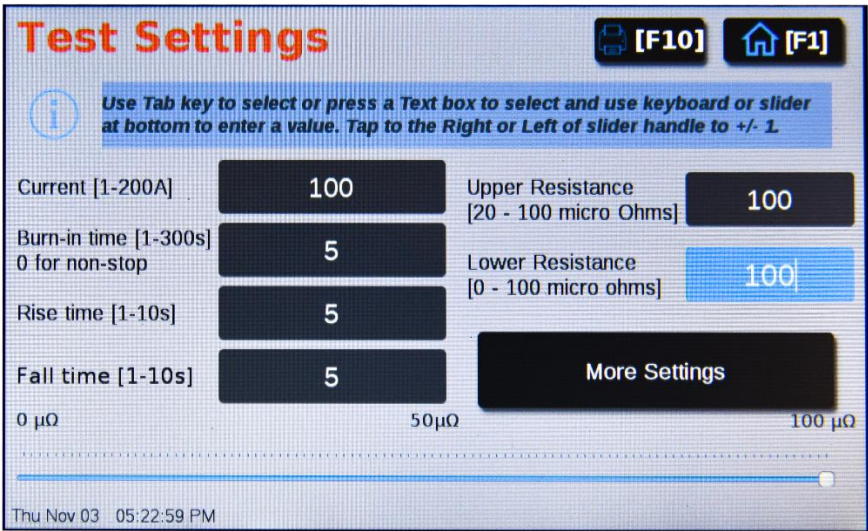 Test Settings
[F10]
[F1]
i
Use Tab key to select or press a Text box to select and use keyboard or slider
at bottom to enter a value. Tap to the Right or Left of slider handle to +/- 1.
Current [1-200A]
100
Burn-in time [1-300s]
0 for non-stop
5
Rise time [1-10s]
5
Fall time [1-10s]
5
Upper Resistance
[20 - 100 micro Ohms]
100
Lower Resistance
[0 - 100 micro ohms]
100
More Settings
0 µΩ
50µΩ
100 µΩ
Thu Nov 03 05:22:59 PM